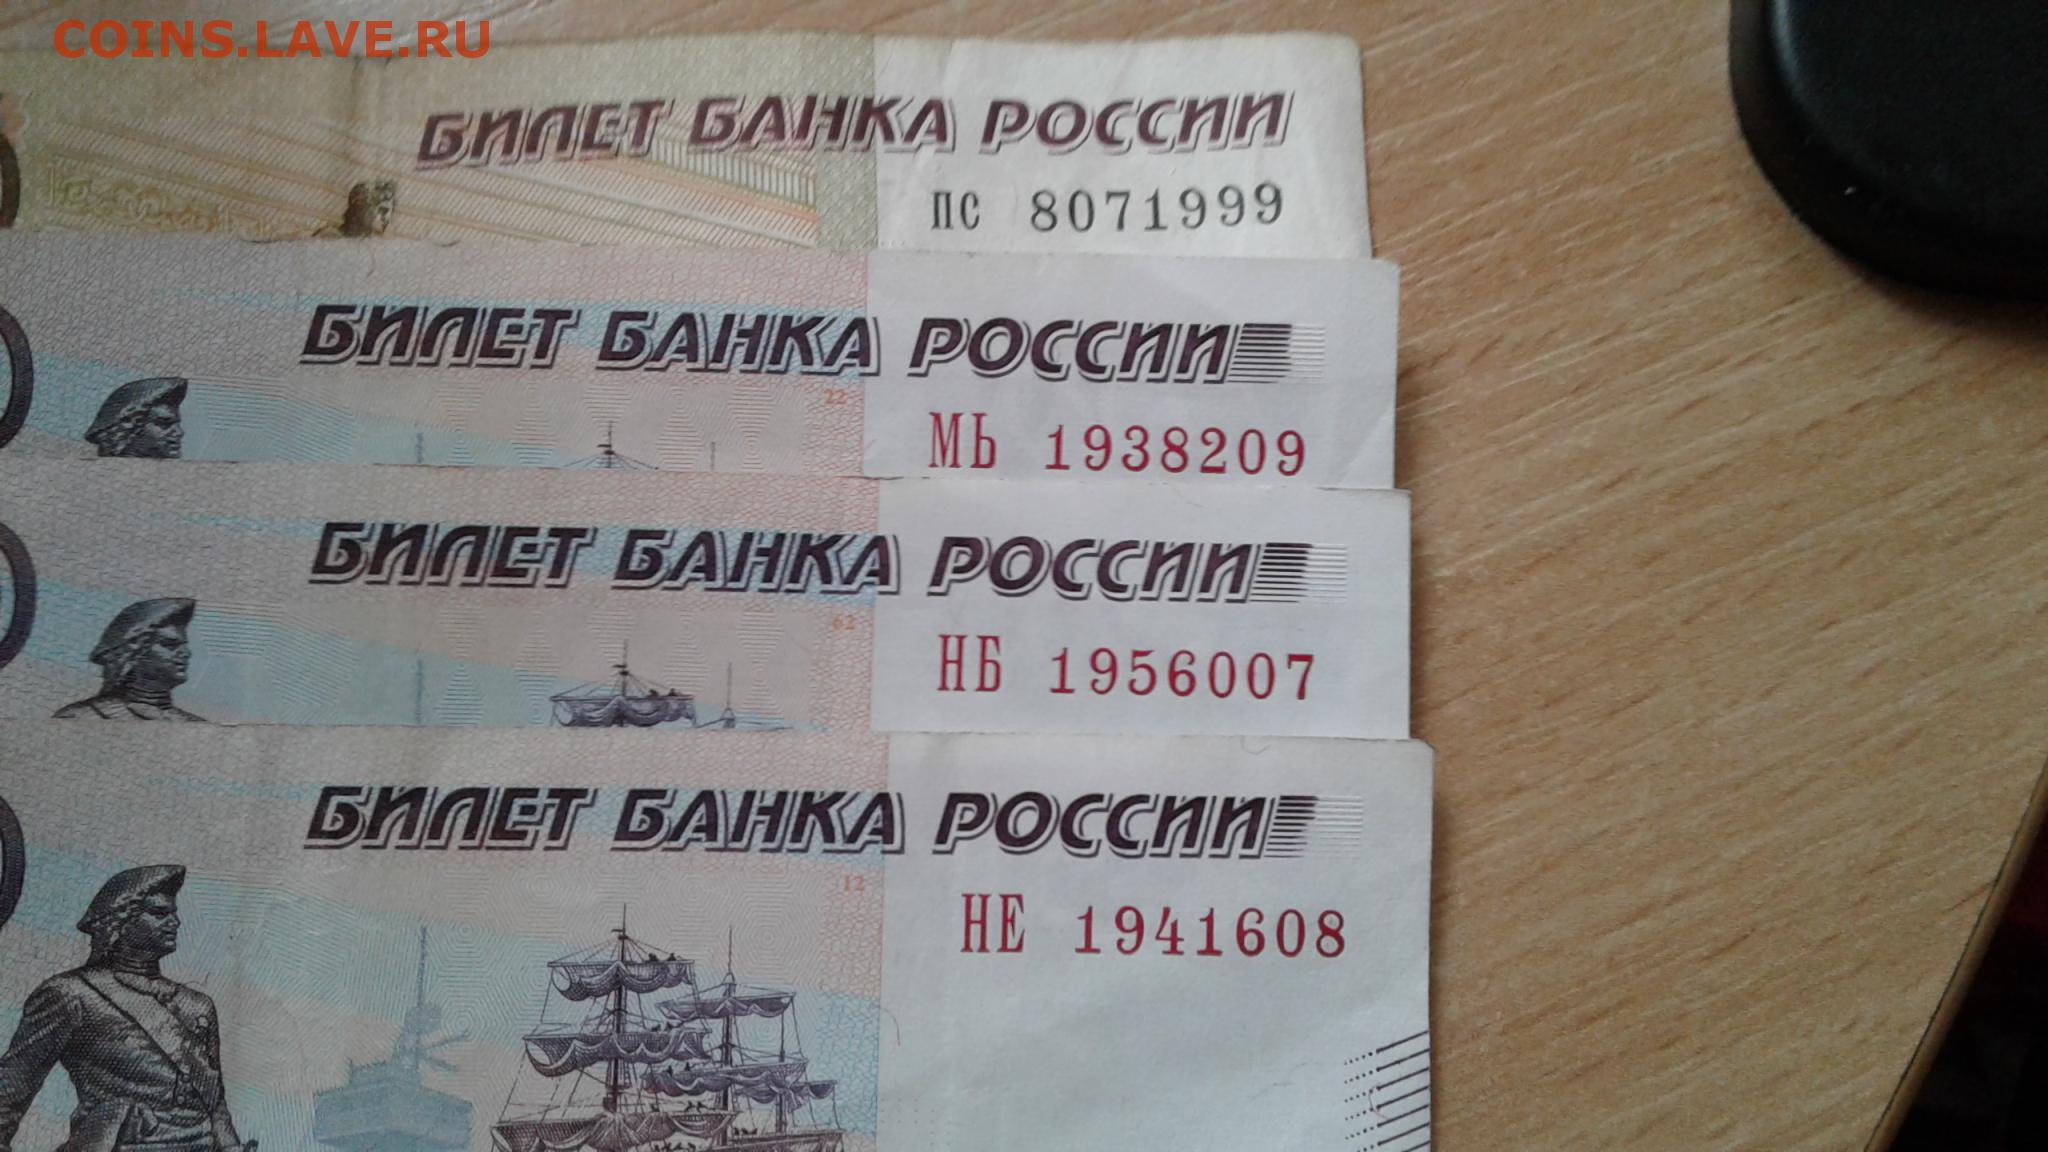 COINS.LAVE.RU
БИЛЕТ БАНКА РОССИИ
ПС 8071999
БИЛЕТ БАНКА РОССИИ
22
МЬ 1938209
БИЛЕТ БАНКА РОССИИ
62
НБ 1956007
БИЛЕТ БАНКА РОССИИ
12
НЕ 1941608